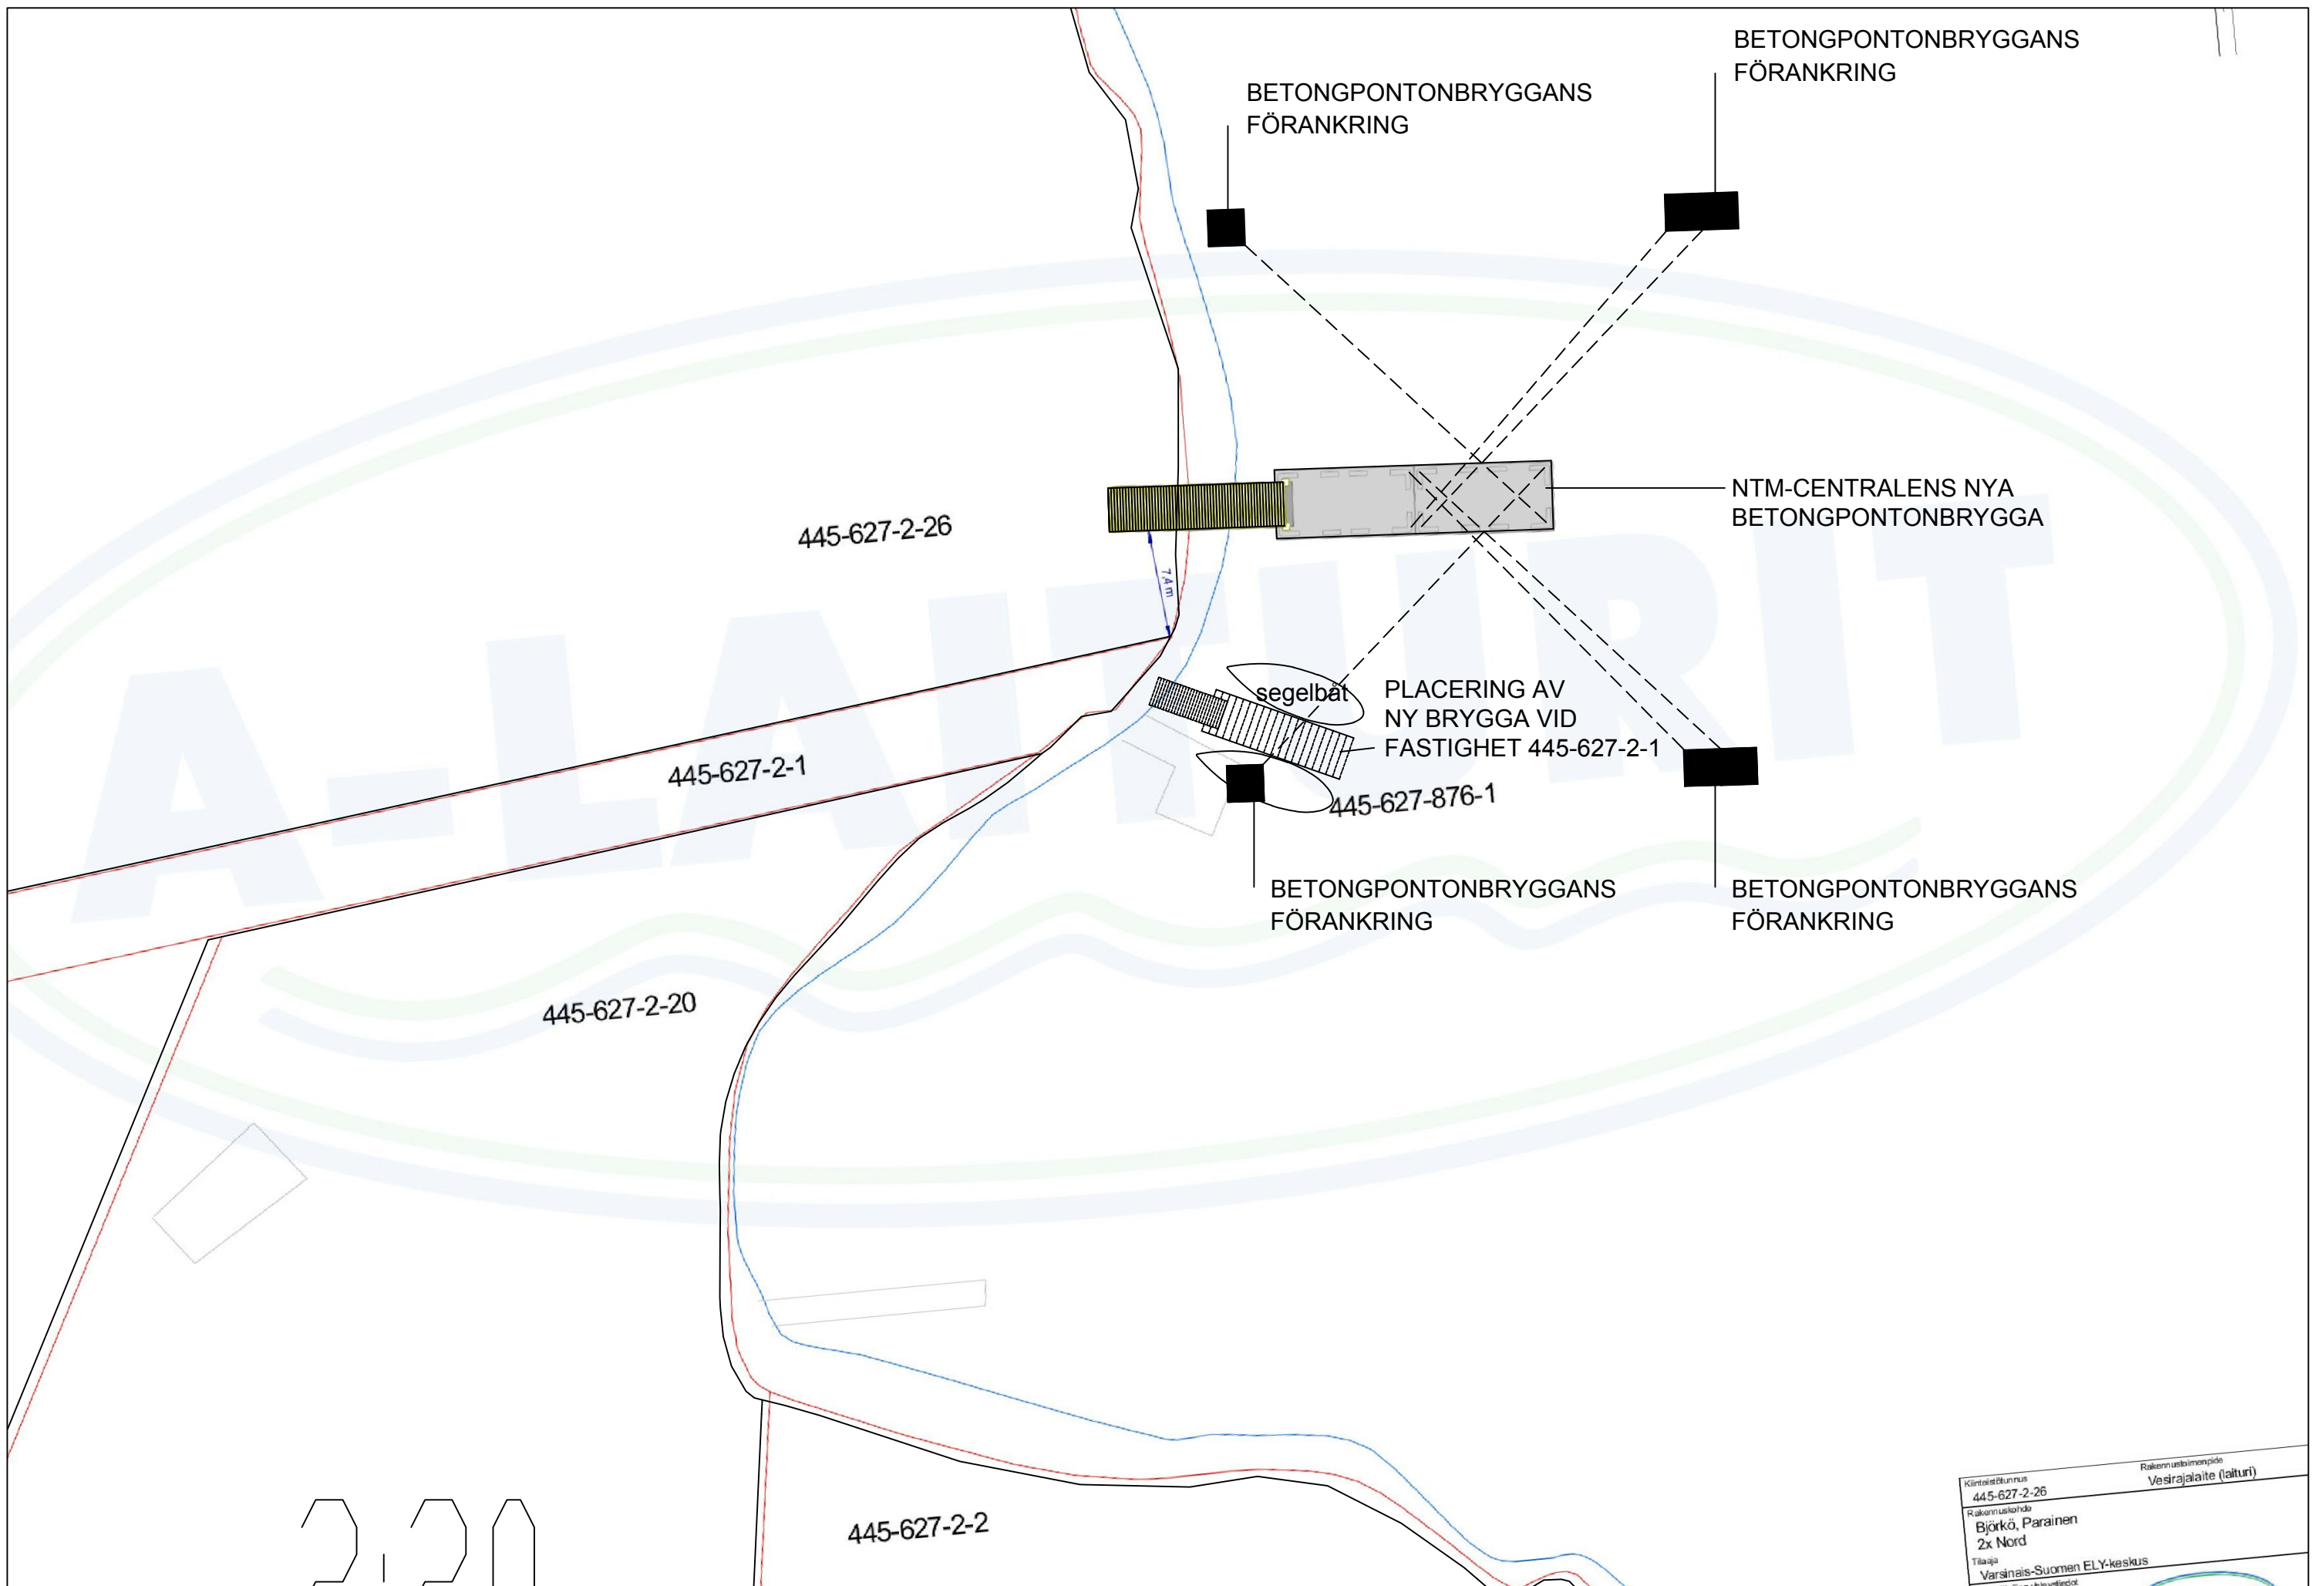 BETONGPONTONBRYGGANS
FÖRANKRING
BETONGPONTONBRYGGANS
FÖRANKRING
NTM-CENTRALENS NYA
BETONGPONTONBRYGGA
445-627-2-26
7,4 m
A-LAITURIT
segelbåt
PLACERING AV
NY BRYGGA VID
FASTIGHET 445-627-2-1
445-627-2-1
445-627-876-1
BETONGPONTONBRYGGANS
FÖRANKRING
BETONGPONTONBRYGGANS
FÖRANKRING
445-627-2-20
445-627-2-2
2-20
Kiinteistötunnus
445-627-2-26
Rakennustoimenpide
Vesirajalaite (laituri)
Rakennuskohde
Björkö, Parainen
2x Nord
Tilaaja
Varsinais-Suomen ELY-keskus